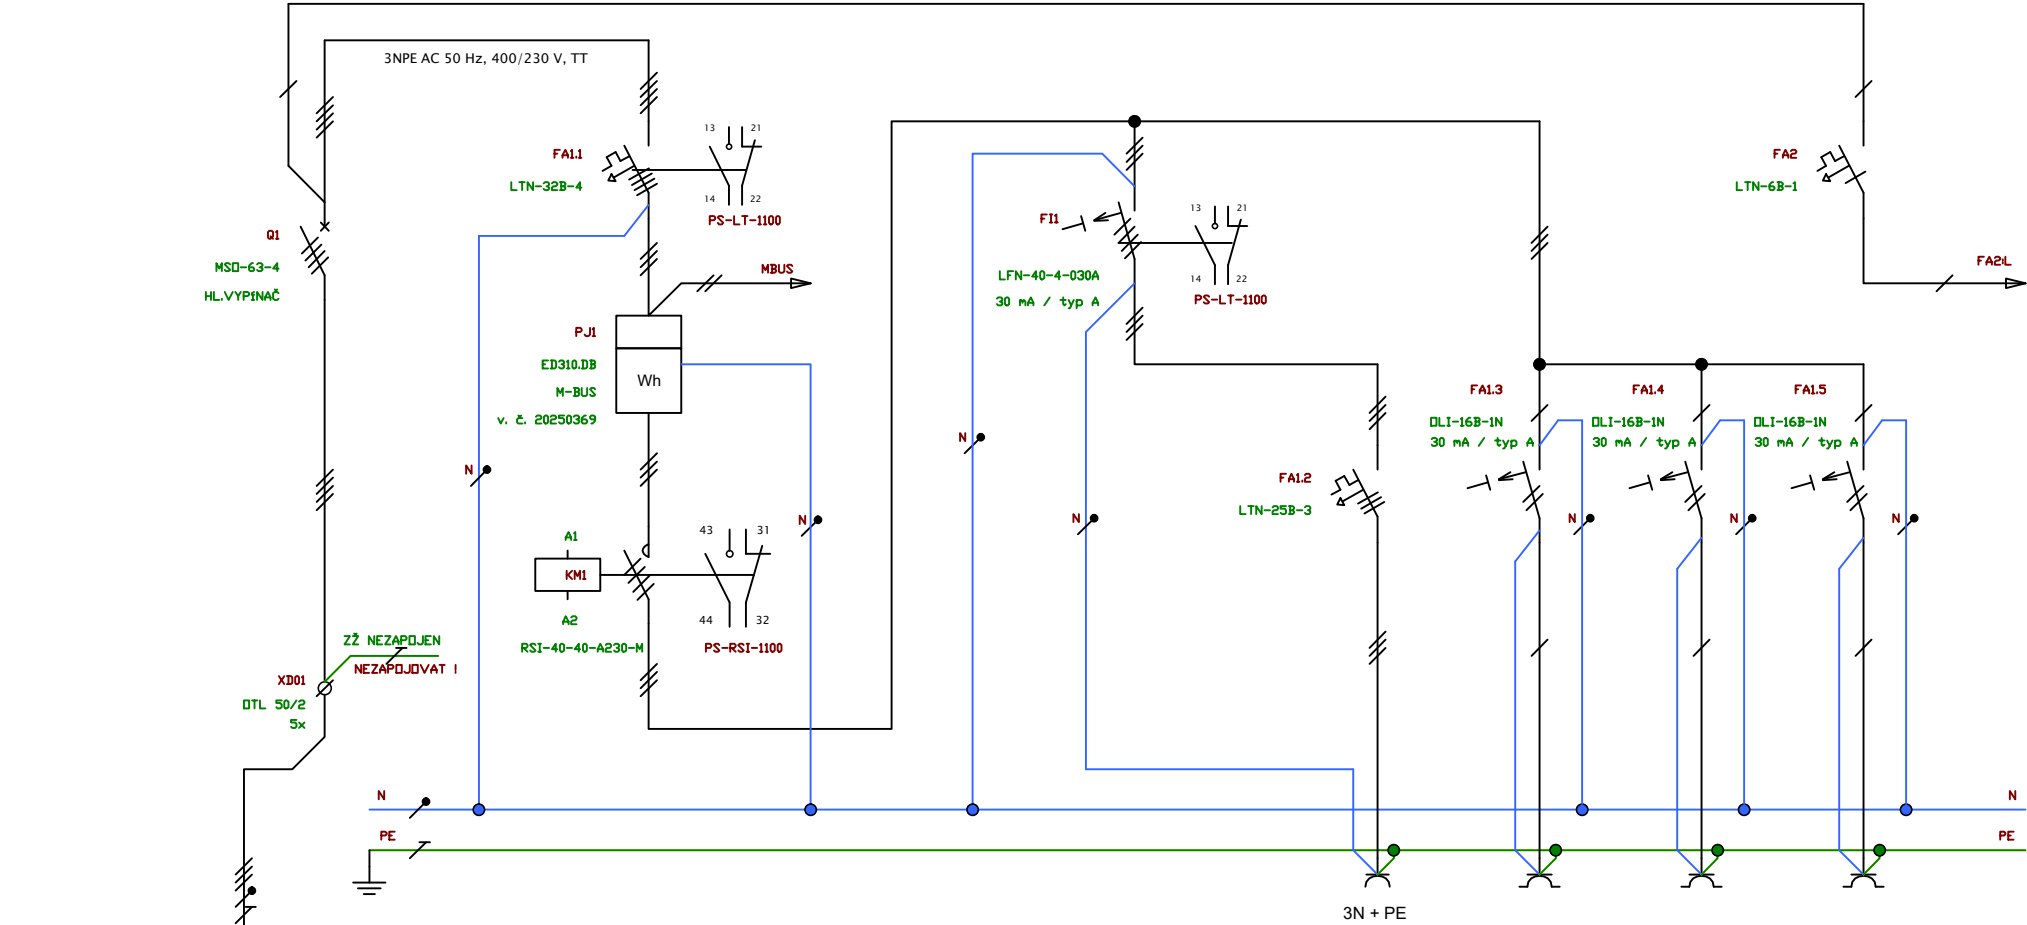 3NPE AC 50 Hz, 400/230 V, TT
Q1
MSO-63-4
HL.VYPÍNAČ
FA1.1
LTN-32B-4
13
21
14
22
PS-LT-1100
MBUS
PJ1
ED310.DB
M-BUS
v. č. 20250369
Wh
N
N
A1
KM1
A2
RSI-40-40-A230-M
43
31
44
32
PS-RSI-1100
ZŽ NEZAPOJEN
NEZAPOJOVAT !
XD01
OTL 50/2
5x
FI1
LFN-40-4-030A
30 mA / typ A
13
21
14
22
PS-LT-1100
N
N
FA1.2
LTN-25B-3
FA1.3
OLI-16B-1N
30 mA / typ A
N
FA1.4
OLI-16B-1N
30 mA / typ A
N
FA1.5
OLI-16B-1N
30 mA / typ A
N
FA2
LTN-6B-1
FA2:L
N
N
PE
PE
3N + PE